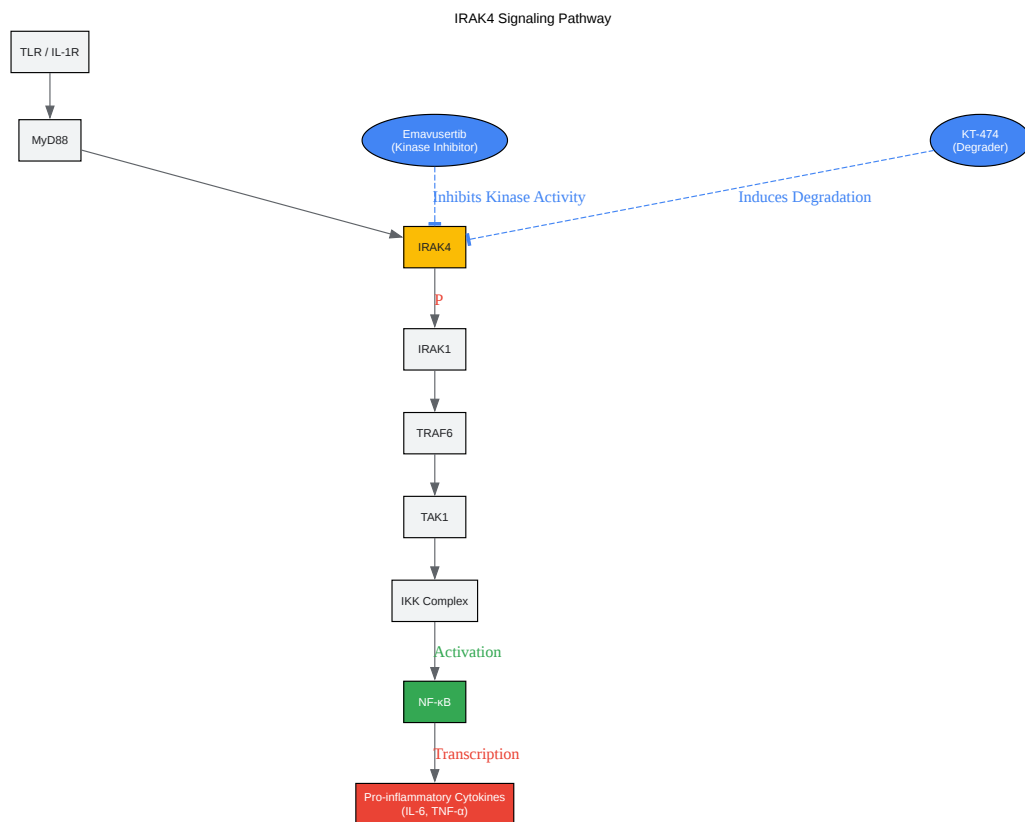 IRAK4 Signaling Pathway
TLR / IL-1R
MyD88
Emavusertib
(Kinase Inhibitor)
KT-474
(Degrader)
Inhibits Kinase Activity
Induces Degradation
IRAK4
P
IRAK1
TRAF6
TAK1
IKK Complex
Activation
NF-κB
Transcription
Pro-inflammatory Cytokines
(IL-6, TNF-α)